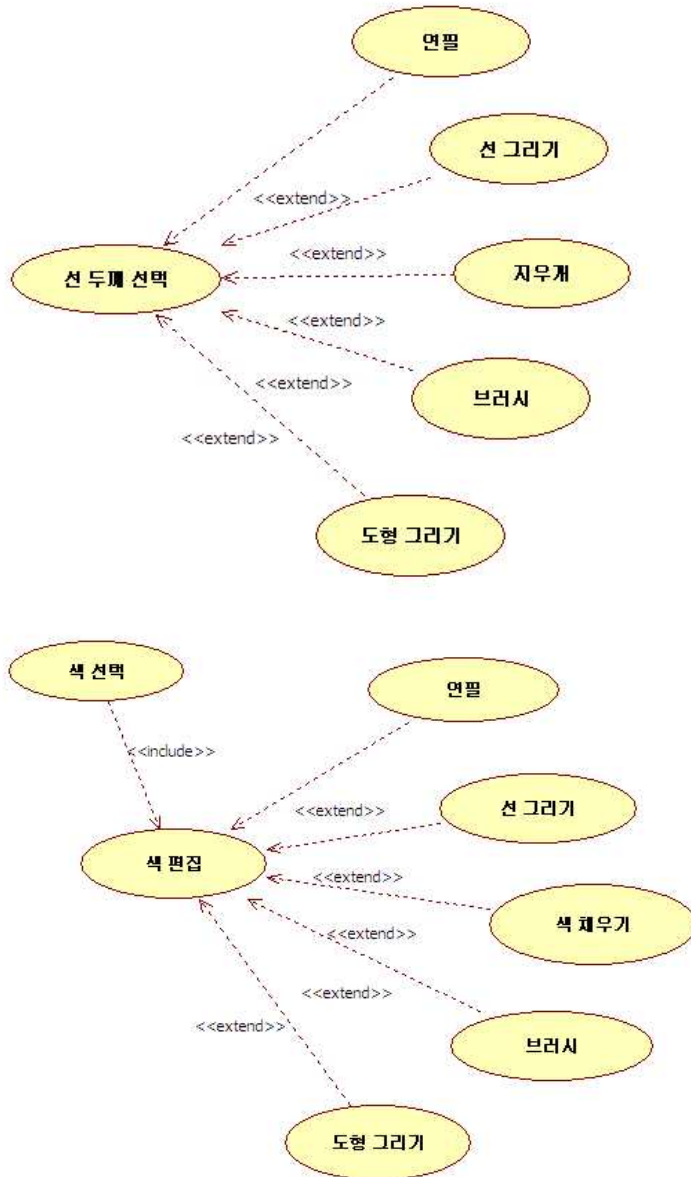 연필
선 그리기
<<extend>>
<<extend>>
지우개
선 두께 선택
<<extend>>
<<extend>>
브러시
<<extend>>
도형 그리기
색 선택
연필
<<include>>
<<extend>>
선 그리기
색 편집
<<extend>>
색 채우기
<<extend>>
<<extend>>
<<extend>>
브러시
도형 그리기